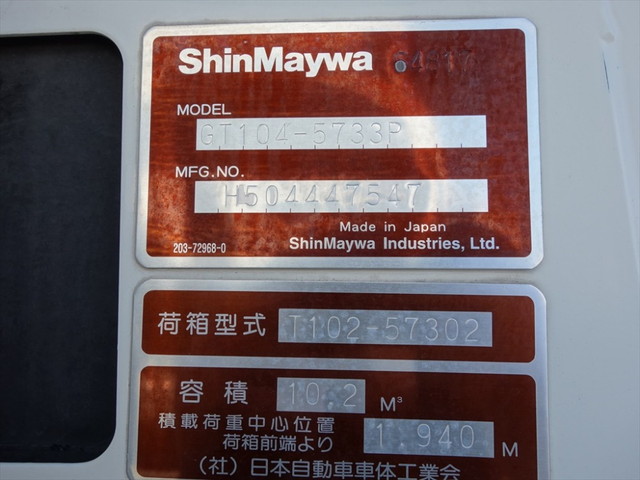 ShinMaywa
MODEL
GT104-5733P
MFG.NO.
H504447547
Made in Japan
203-72968-0 ShinMaywa Industries, Ltd.
荷箱型式 T102-57302
容積 10.2 M³
積載荷重中心位置
荷箱前端より 1.940 M
(社)日本自動車車体工業会